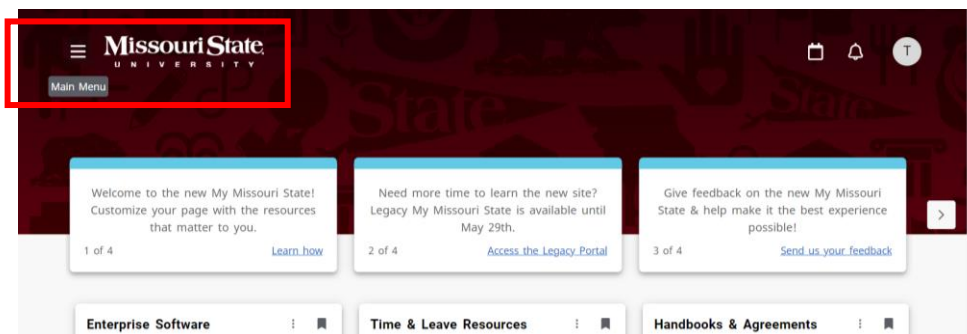 Missouri State
UNIVERSITY
T
Main Menu
State
State
Welcome to the new My Missouri State!
Customize your page with the resources
that matter to you.
1 of 4 Learn how
Need more time to learn the new site?
Legacy My Missouri State is available until
May 29th.
2 of 4 Access the Legacy Portal
Give feedback on the new My Missouri
State & help make it the best experience
possible!
3 of 4 Send us your feedback
Enterprise Software
Time & Leave Resources
Handbooks & Agreements